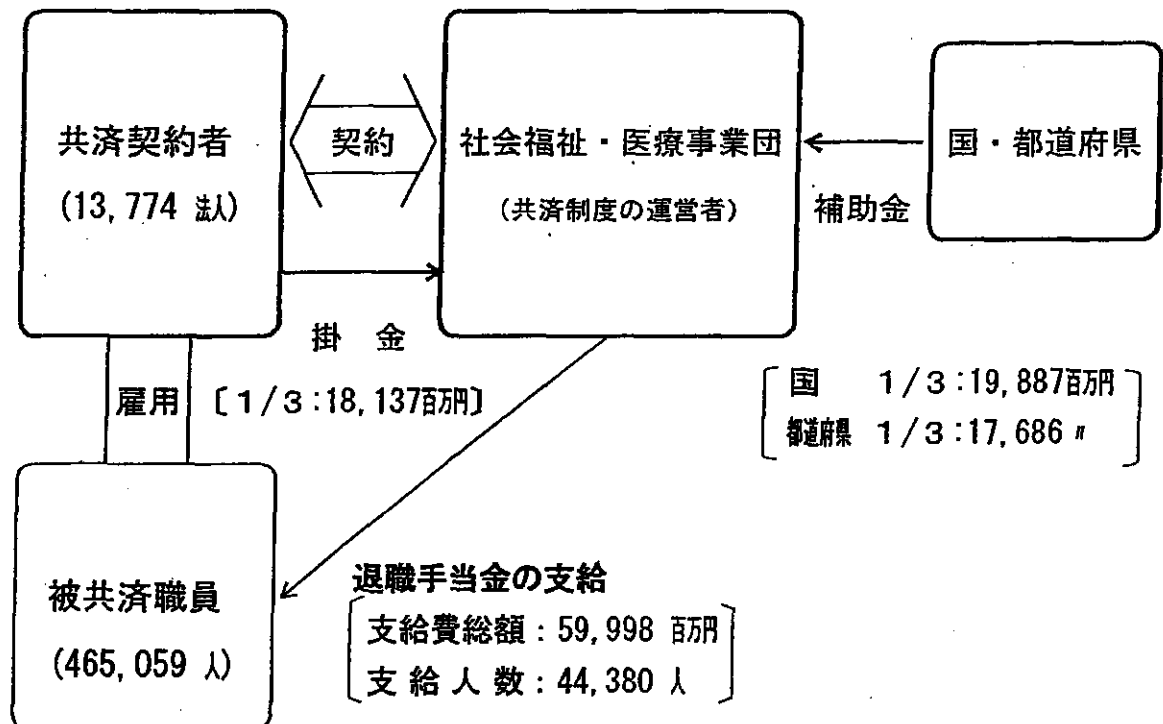 共済契約者
(13,774 法人)
契約
社会福祉・医療事業団
(共済制度の運営者)
国・都道府県
補助金
掛 金
雇用
〔1/3:18,137百万円〕
国 1/3:19,887百万円
都道府県 1/3:17,686 〃
被共済職員
(465,059 人)
退職手当金の支給
支給費総額:59,998 百万円
支 給 人 数:44,380 人